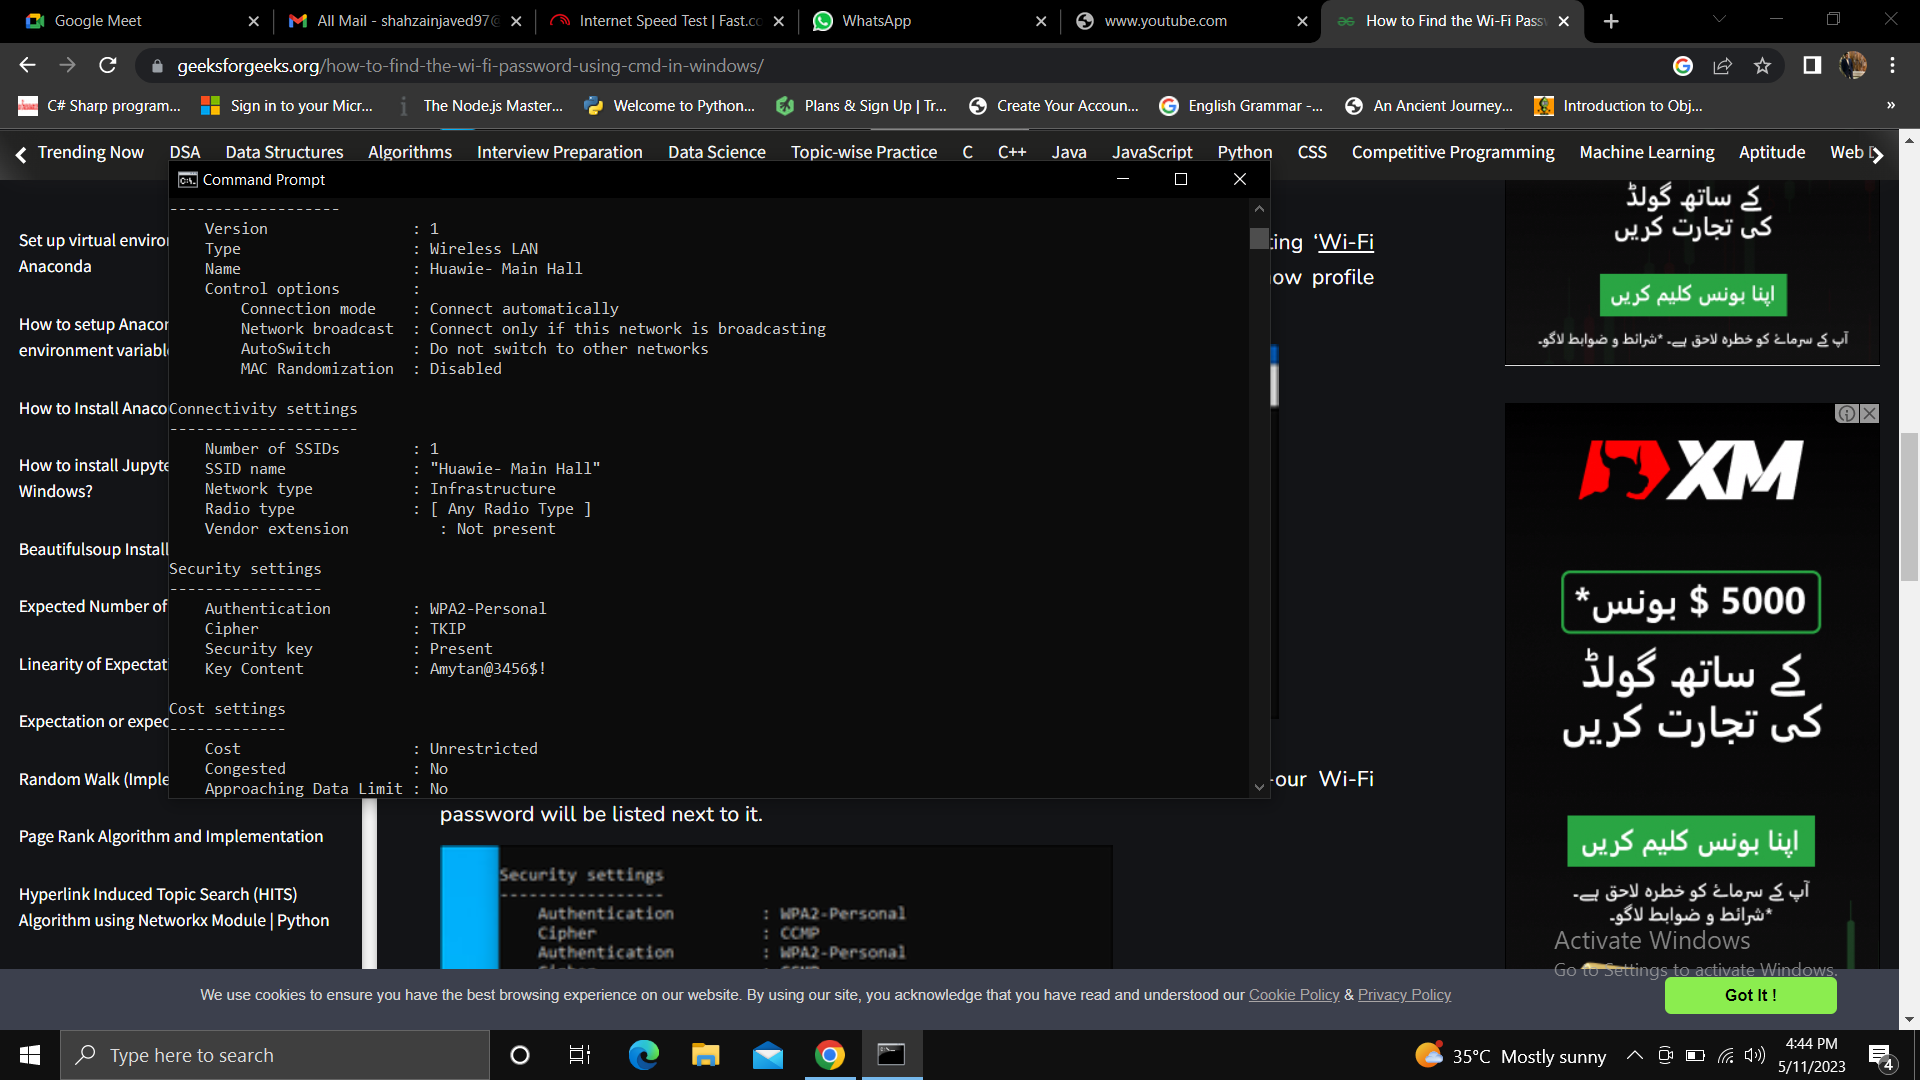 Google Meet
All Mail - shahzainjaved97@
Internet Speed Test | Fast.co
WhatsApp
www.youtube.com
How to Find the Wi-Fi Pass
geeksforgeeks.org/how-to-find-the-wi-fi-password-using-cmd-in-windows/
C# Sharp program...
Sign in to your Micr...
The Node.js Master...
Welcome to Python...
Plans & Sign Up | Tr...
Create Your Accoun...
English Grammar -...
An Ancient Journey...
Introduction to Obj...
»
Trending Now DSA Data Structures Algorithms Interview Preparation Data Science Topic-wise Practice C C++ Java JavaScript Python CSS Competitive Programming Machine Learning Aptitude Web D
Set up virtual enviro
Anaconda
How to setup Anaco
environment variabl
How to Install Anaco
How to install Jupyte
Windows?
Beautifulsoup Install
Expected Number of
Linearity of Expectati
Expectation or expec
Random Walk (Imple
Page Rank Algorithm and Implementation
Hyperlink Induced Topic Search (HITS)
Algorithm using Networkx Module | Python
Command Prompt
-------------------
Version : 1
Type : Wireless LAN
Name : Huawie- Main Hall
Control options :
Connection mode : Connect automatically
Network broadcast : Connect only if this network is broadcasting
AutoSwitch : Do not switch to other networks
MAC Randomization : Disabled
Connectivity settings
---------------------
Number of SSIDs : 1
SSID name : "Huawie- Main Hall"
Network type : Infrastructure
Radio type : [ Any Radio Type ]
Vendor extension : Not present
Security settings
-----------------
Authentication : WPA2-Personal
Cipher : TKIP
Security key : Present
Key Content : Amytan@3456$!
Cost settings
-------------
Cost : Unrestricted
Congested : No
Approaching Data Limit : No
ting ‘Wi-Fi
ow profile
our Wi-Fi
password will be listed next to it.
Security settings
-----------------
Authentication : WPA2-Personal
Cipher : CCMP
Authentication : WPA2-Personal
کے ساتھ گولڈ
کی تجارت کریں
اپنا بونس کلیم کریں
آپ کے سرمائے کو خطرہ لاحق ہے۔ *شرائط و ضوابط لاگو۔
XM
$ 5000 بونس*
کے ساتھ گولڈ
کی تجارت کریں
اپنا بونس کلیم کریں
آپ کے سرمائے کو خطرہ لاحق ہے۔
*شرائط و ضوابط لاگو۔
Activate Windows
Go to Settings to activate Windows.
We use cookies to ensure you have the best browsing experience on our website. By using our site, you acknowledge that you have read and understood our Cookie Policy & Privacy Policy
Got It !
Type here to search
35°C Mostly sunny
4:44 PM
5/11/2023
4